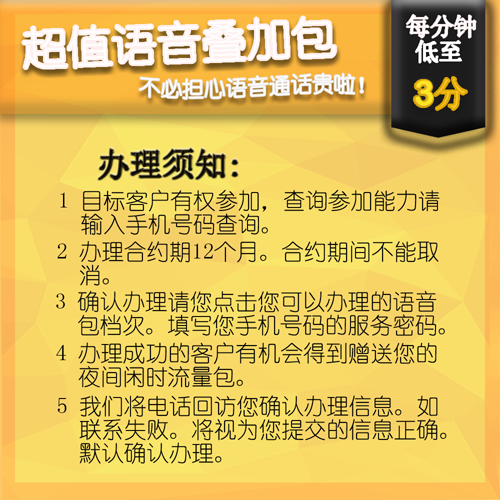 超值语音叠加包
每分钟
低至
3分
不必担心语音通话贵啦！
办理须知：
1 目标客户有权参加，查询参加能力请
输入手机号码查询。
2 办理合约期12个月。合约期间不能取
消。
3 确认办理请您点击您可以办理的语音
包档次。填写您手机号码的服务密码。
4 办理成功的客户有机会得到赠送您的
夜间闲时流量包。
5 我们将电话回访您确认办理信息。如
联系失败。将视为您提交的信息正确。
默认确认办理。